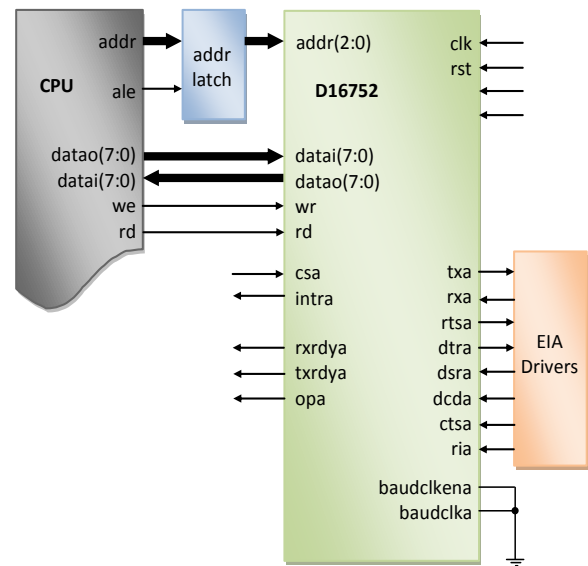 addr
CPU
ale
datao(7:0)
datai(7:0)
we
rd
addr
latch
addr(2:0)
D16752
datai(7:0)
datao(7:0)
wr
rd
csa
intra
rxrdya
txrdya
opa
clk
rst
txa
rxa
rtsa
dtra
dsra
dcda
ctsa
ria
baudclkena
baudclka
EIA
Drivers